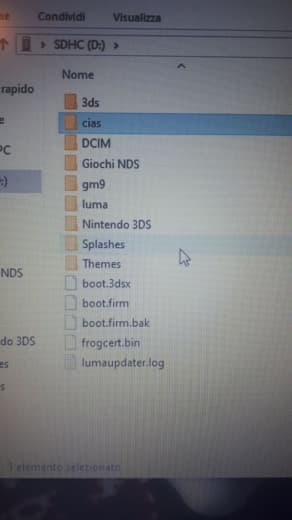 me Condividi Visualizza
SDHC (D:)
Nome
rapido
3ds
e
cias
PC
DCIM
Giochi NDS
:)
gm9
luma
Nintendo 3DS
Splashes
Themes
NDS
boot.3dsx
boot.firm
boot.firm.bak
do 3DS
frogcert.bin
es
lumaupdater.log
s
1 elemento selezionato